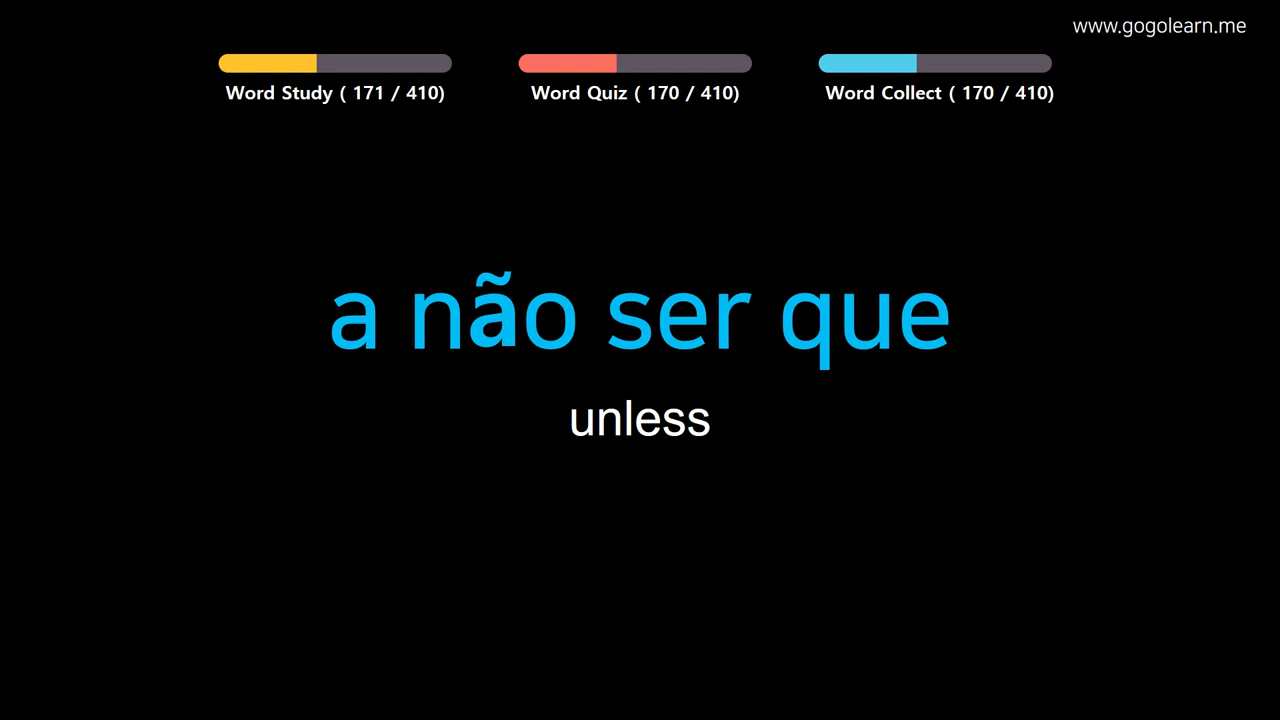 www.gogolearn.me
Word Study ( 171 / 410)
Word Quiz ( 170 / 410)
Word Collect ( 170 / 410)
a não ser que
unless